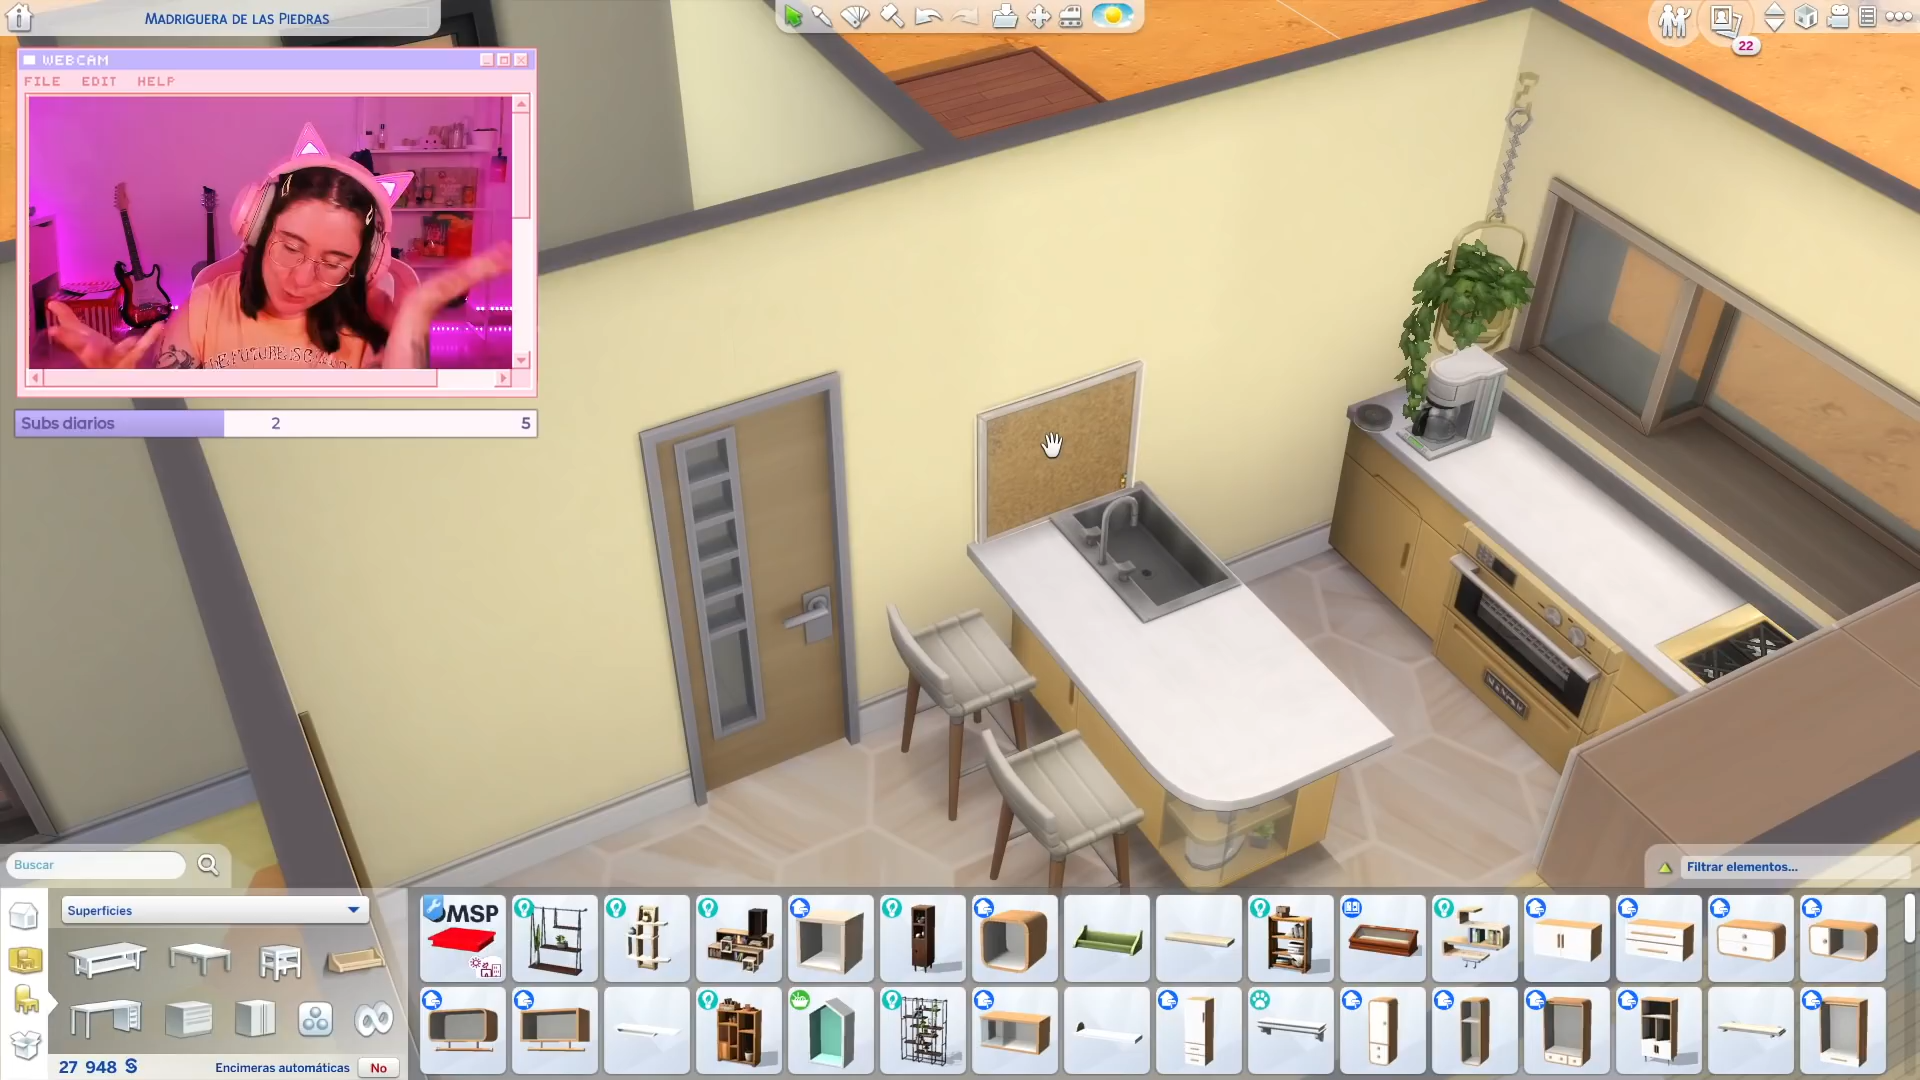 Madriguera de las Piedras
22
WEBCAM
FILE EDIT HELP
Subs diarios 2 5
Buscar
Filtrar elementos...
Superficies
MSP
27 948 $
Encimeras automáticas No